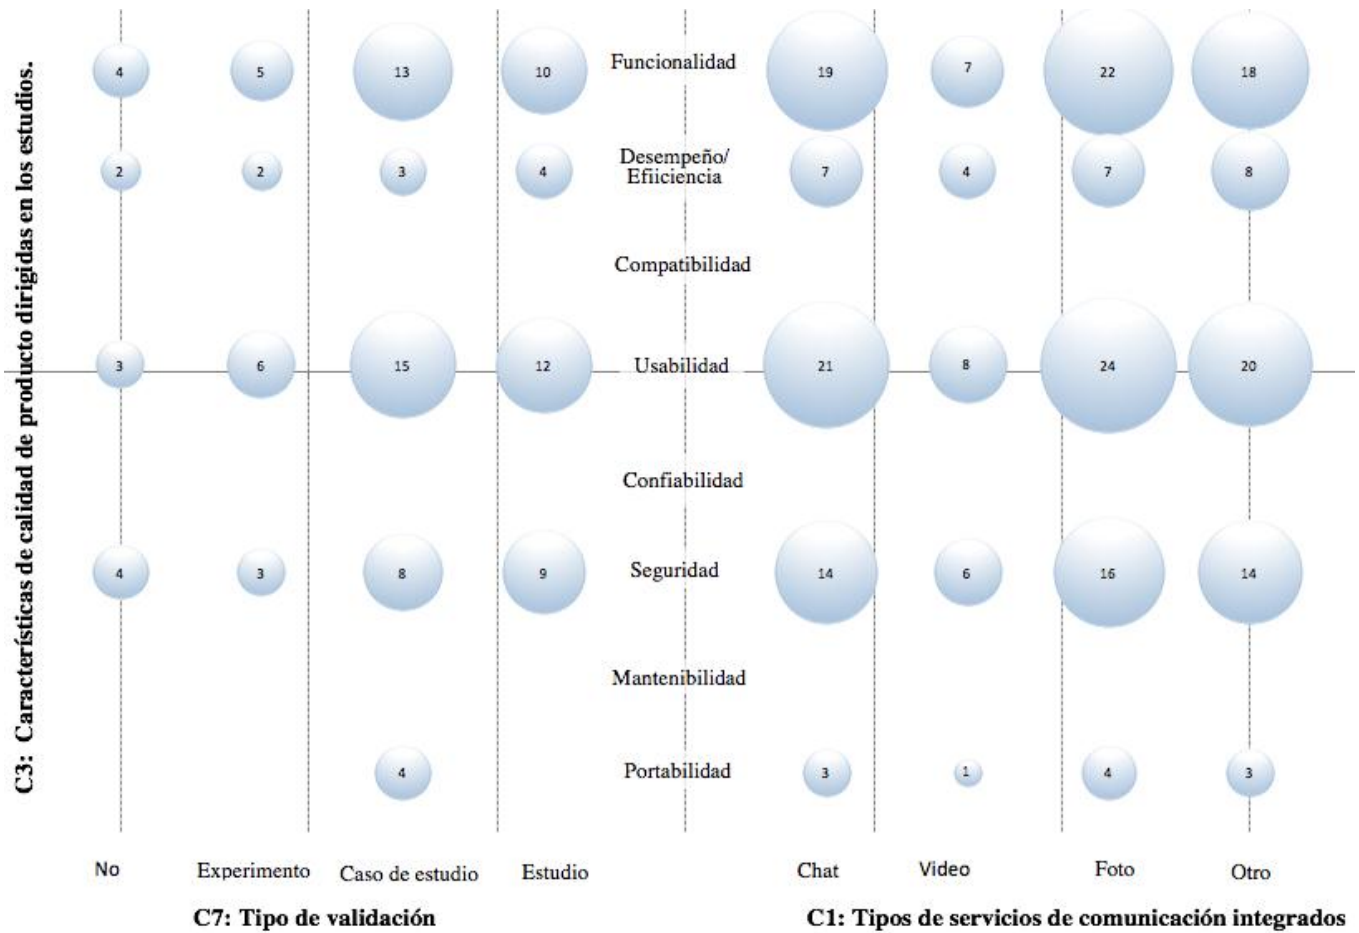 C3: Características de calidad de producto dirigidas en los estudios.
4 5 13 10 Funcionalidad 19 7 22 18
Desempeño/
2 2 3 4 Efiiciencia 7 4 7 8
Compatibilidad
3 6 15 12 Usabilidad 21 8 24 20
Confiabilidad
4 3 8 9 Seguridad 14 6 16 14
Mantenibilidad
4 Portabilidad 3 1 4 3
No Experimento Caso de estudio Estudio Chat Video Foto Otro
C7: Tipo de validación C1: Tipos de servicios de comunicación integrados